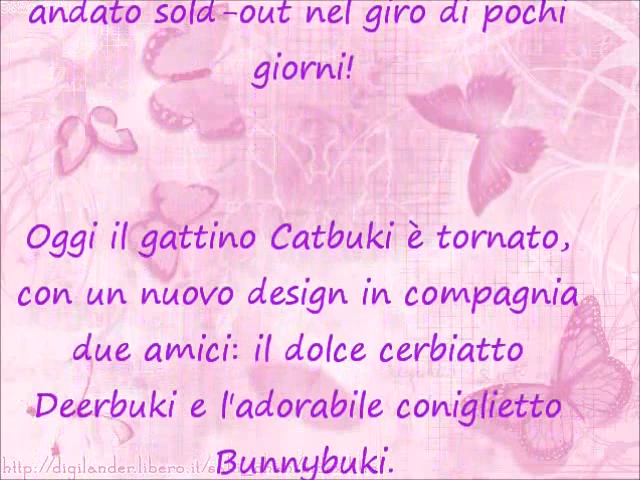 andato sold-out nel giro di pochi
giorni!
Oggi il gattino Catbuki è tornato,
con un nuovo design in compagnia
due amici: il dolce cerbiatto
Deerbuki e l'adorabile coniglietto
Bunnybuki.
http://digilander.libero.it/